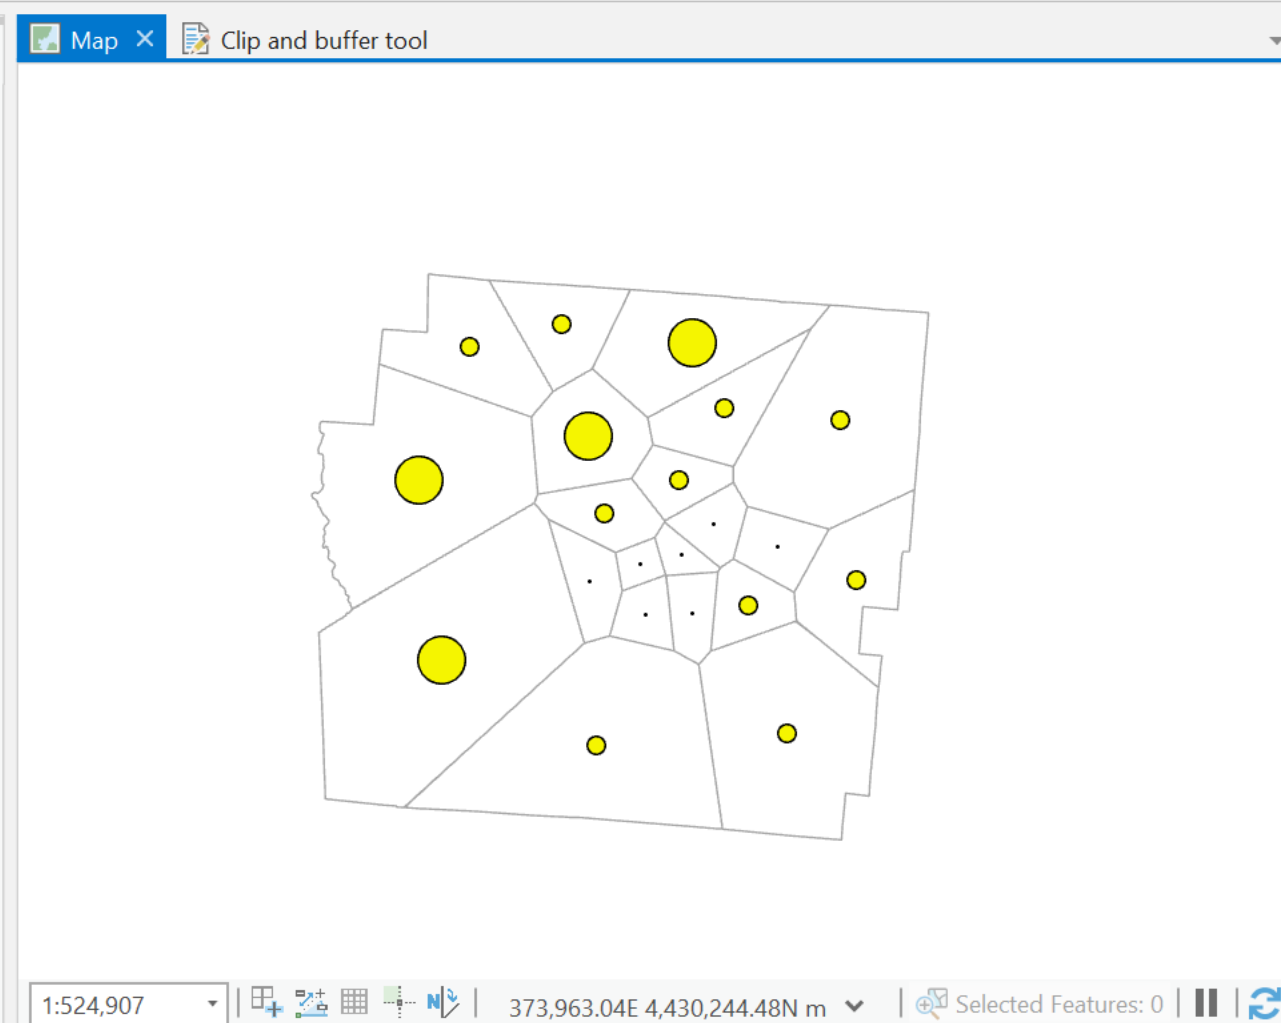 Map
Clip and buffer tool
1:524,907
373,963.04E 4,430,244.48N m
Selected Features: 0